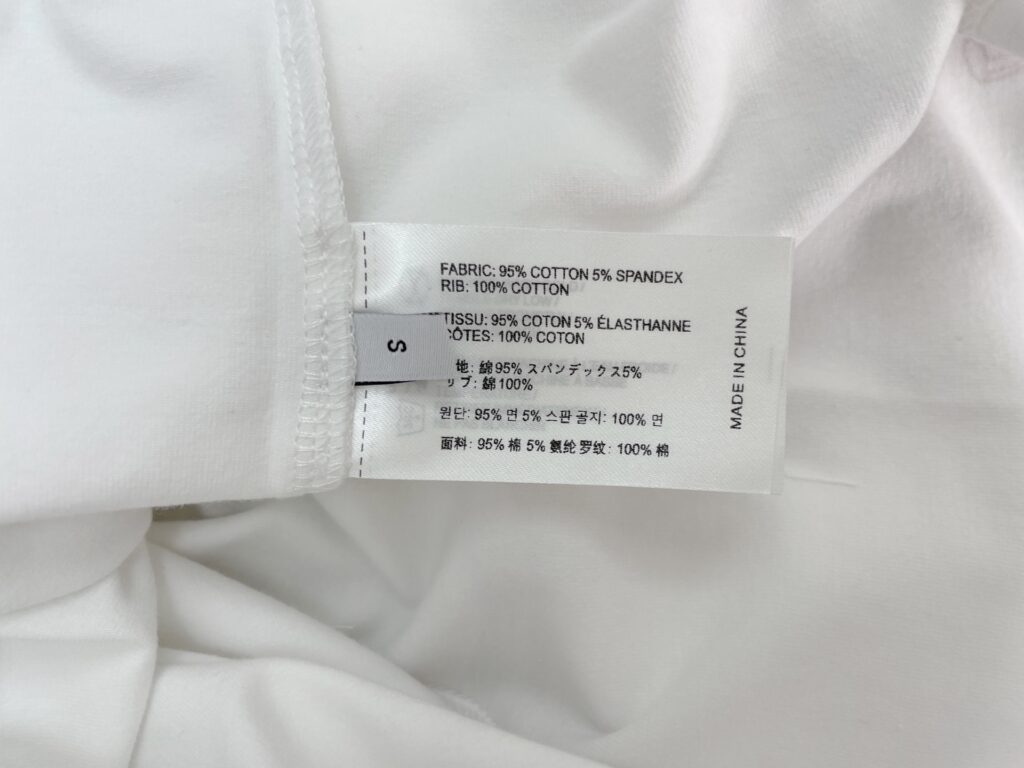 FABRIC: 95% COTTON 5% SPANDEX
RIB: 100% COTTON
TISSU: 95% COTON 5% ÉLASTHANNE
CÔTES: 100% COTON
地: 綿95% スパンデックス5%
リブ: 綿100%
원단: 95% 면 5% 스판 골지: 100% 면
面料: 95% 棉 5% 氨纶 罗纹: 100% 棉
MADE IN CHINA
S